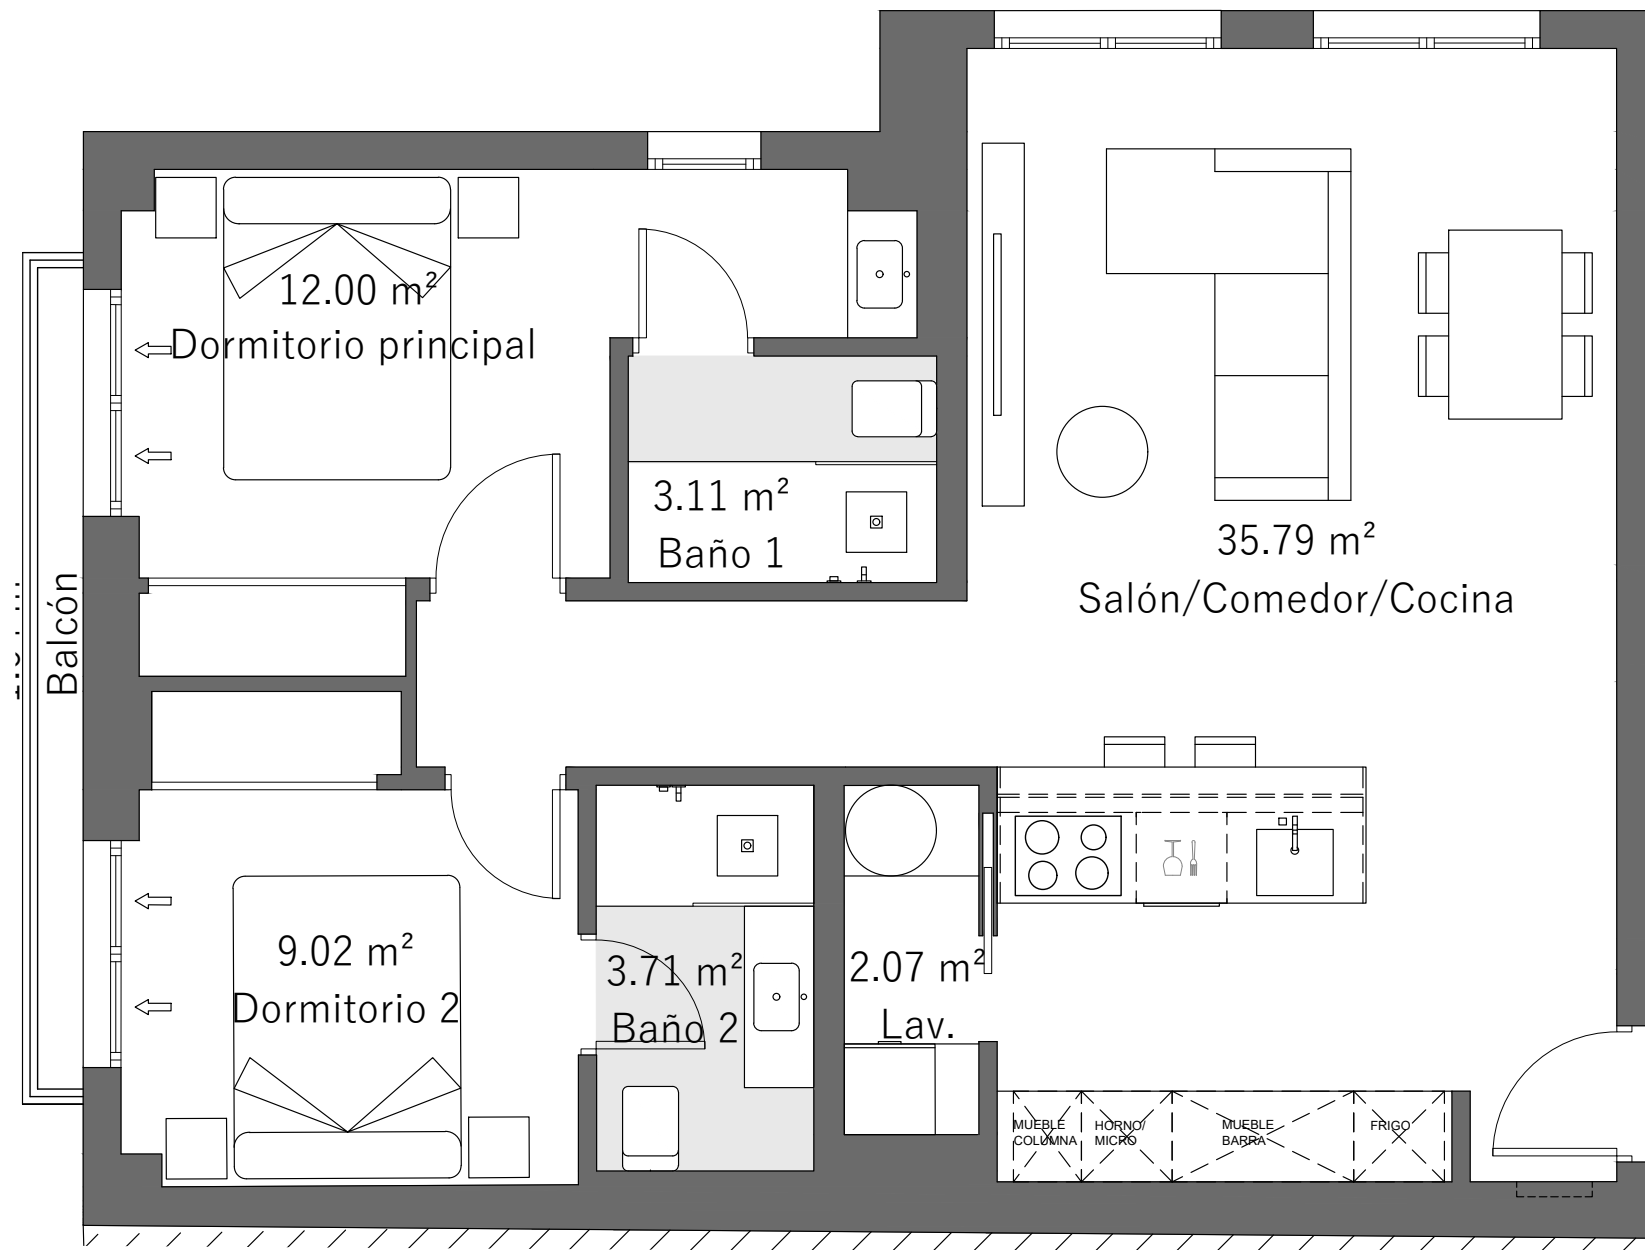 12.00 m²
Dormitorio principal
3.11 m²
Baño 1
35.79 m²
Salón/Comedor/Cocina
Balcón
9.02 m²
Dormitorio 2
3.71 m²
Baño 2
2.07 m²
Lav.
MUEBLE
COLUMNA
HORNO/
MICRO
MUEBLE
BARRA
FRIGO